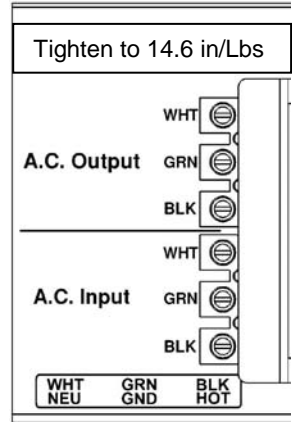 Tighten to 14.6 in/Lbs
WHT
A.C. Output GRN
BLK
WHT
A.C. Input GRN
BLK
WHT GRN BLK
NEU GND HOT